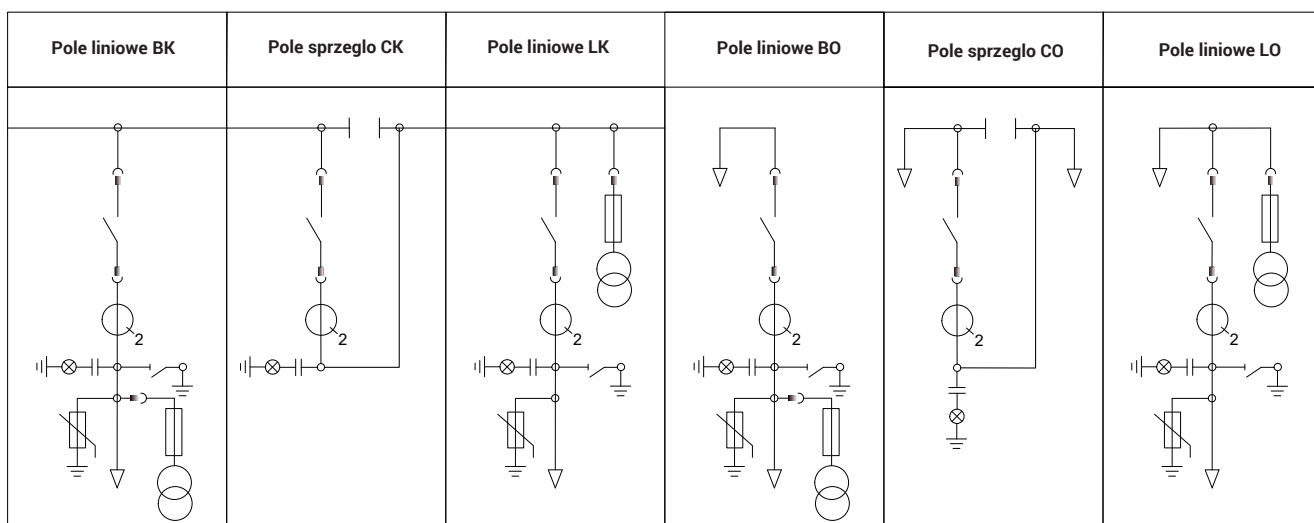 Pole liniowe BK
Pole sprzeglo CK
Pole liniowe LK
Pole liniowe BO
Pole sprzeglo CO
Pole liniowe LO
2
2
2
2
2
2